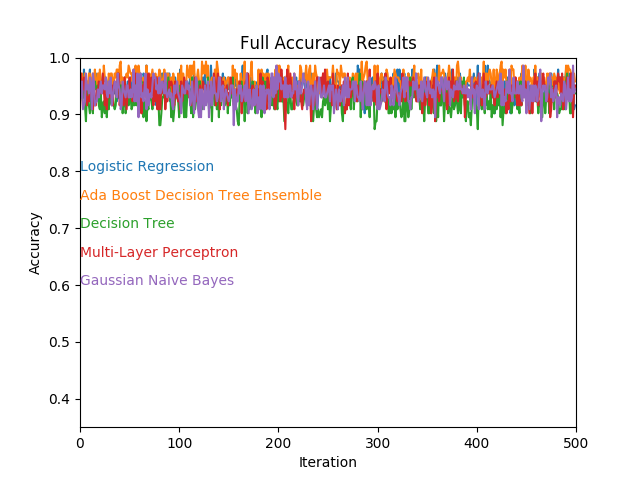 Full Accuracy Results
1.0
0.9
0.8
0.7
0.6
0.5
0.4
Accuracy
Logistic Regression
Ada Boost Decision Tree Ensemble
Decision Tree
Multi-Layer Perceptron
Gaussian Naive Bayes
0
100
200
300
400
500
Iteration